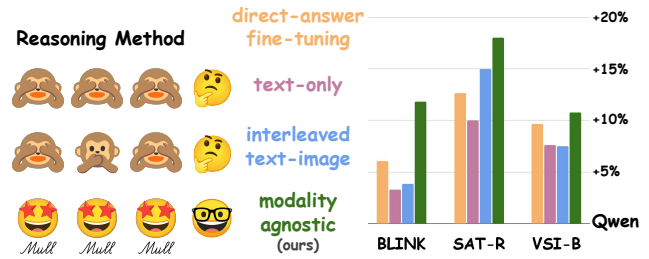 Reasoning Method
direct-answer
fine-tuning
text-only
interleaved
text-image
modality
agnostic
(ours)
Mull Mull Mull
+20%
+15%
+10%
+5%
Qwen
BLINK SAT-R VSI-B